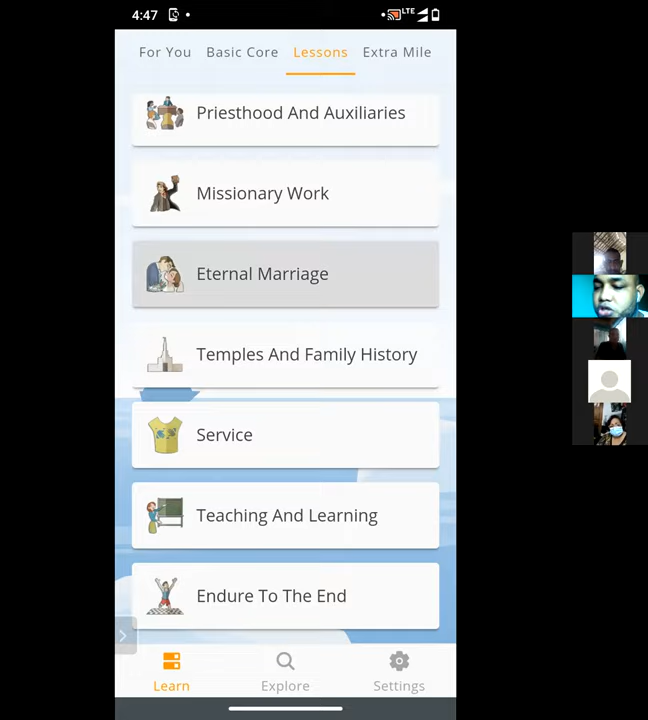 4:47
LTE
For You Basic Core Lessons Extra Mile
Priesthood And Auxiliaries
Missionary Work
Eternal Marriage
Temples And Family History
Service
Teaching And Learning
Endure To The End
Learn Explore Settings